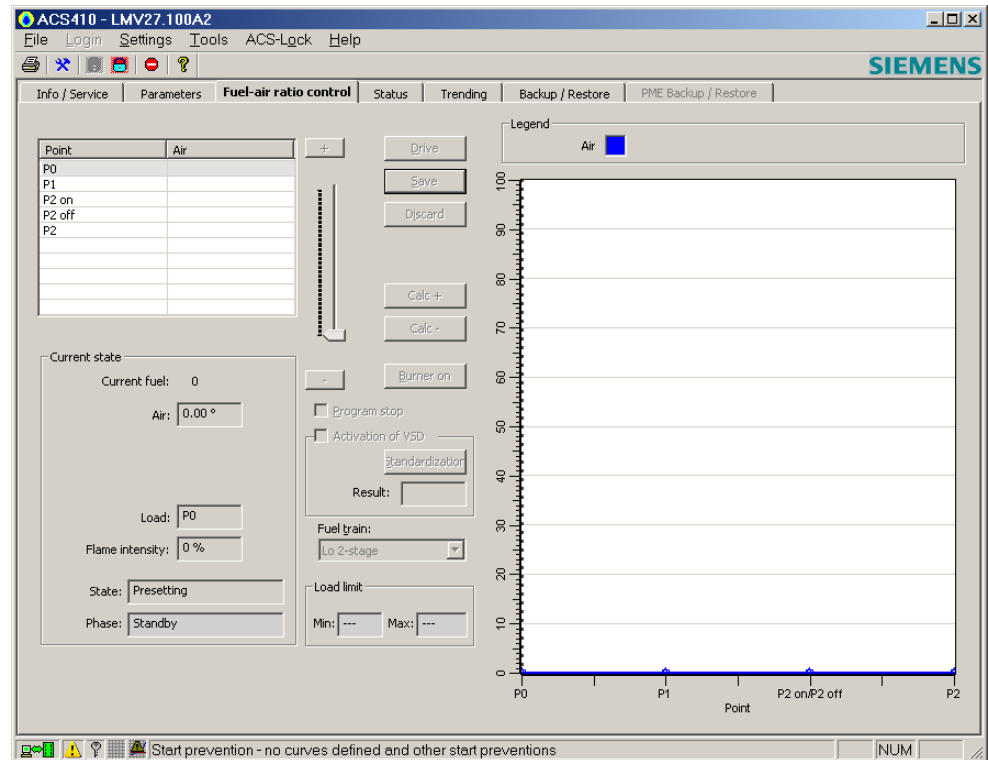 ACS410 - LMV27.100A2
File Login Settings Tools ACS-Lock Help
SIEMENS
Info / Service Parameters Fuel-air ratio control Status Trending Backup / Restore PME Backup / Restore
Point Air
P0
P1
P2 on
P2 off
P2
+
-
Drive
Save
Discard
Calc +
Calc -
Burner on
Program stop
Activation of VSD
Standardization
Result:
Fuel train:
Lo 2-stage
Load limit
Min: --- Max: ---
Current state
Current fuel: 0
Air: 0.00 °
Load: P0
Flame intensity: 0 %
State: Presetting
Phase: Standby
Legend
Air
100
90
80
70
60
50
40
30
20
10
0
P0 P1 P2 on/P2 off P2
Point
Start prevention - no curves defined and other start preventions
NUM